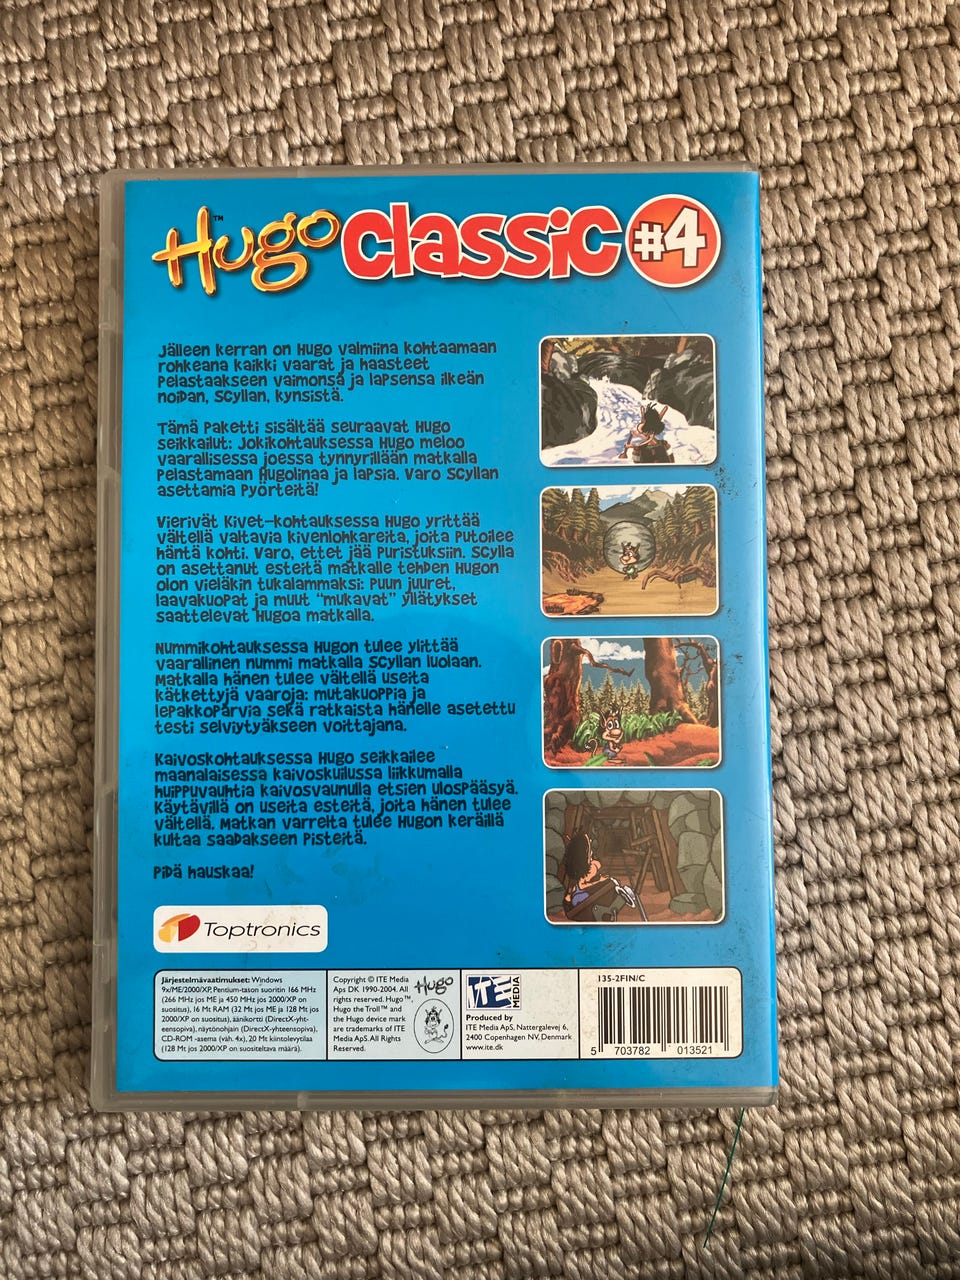 Hugo™ Classic #4
Jälleen kerran on Hugo valmiina kohtaamaan
rohkeana kaikki vaarat ja haasteet
pelastaakseen vaimonsa ja lapsensa ilkeän
noidan, Scyllan, kynsistä.
Tämä paketti sisältää seuraavat Hugo
seikkailut: Jokikohtauksessa Hugo meloo
vaarallisessa joessa tynnyrillään matkalla
pelastamaan Hugolinaa ja lapsia. Varo Scyllan
asettamia pyörteitä!
Vierivät Kivet-kohtauksessa Hugo yrittää
vältellä valtavia kivenlohkareita, joita putoilee
häntä kohti. Varo, ettet jää puristuksiin. Scylla
on asettanut esteitä matkalle tehden Hugon
olon vieläkin tukalammaksi: Puun juuret,
laavakuopat ja muut "mukavat" yllätykset
saattelevat Hugoa matkalla.
Nummikohtauksessa Hugon tulee ylittää
vaarallinen nummi matkalla Scyllan luolaan.
Matkalla hänen tulee vältellä useita
kätkettyjä vaaroja: mutakuoppia ja
lepakkoparvia sekä ratkaista hänelle asetettu
testi selviytyäkseen voittajana.
Kaivoskohtauksessa Hugo seikkailee
maanalaisessa kaivoskuilussa liikkumalla
huippuvauhtia kaivosvaunulla etsien ulospääsyä.
Käytävillä on useita esteitä, joita hänen tulee
vältellä. Matkan varrelta tulee Hugon keräillä
kultaa saadakseen pisteitä.
Pidä hauskaa!
Toptronics
Järjestelmävaatimukset: Windows
9x/ME/2000/XP, Pentium-tason suoritin 166 MHz
(266 MHz jos ME ja 450 MHz jos 2000/XP on
suositus), 16 Mt RAM (32 Mt jos ME ja 128 Mt jos
2000/XP on suositus), äänikortti (DirectX-yht-
eensopiva), näytönohjain (DirectX-yhteensopiva),
CD-ROM -asema (väh. 4x), 20 Mt kiintolevytilaa
(128 Mt jos 2000/XP on suositeltava määrä).
Copyright © ITE Media
Aps DK 1990-2004. All
rights reserved. Hugo™,
Hugo the Troll™ and
the Hugo device mark
are trademarks of ITE
Media ApS. All Rights
Reserved.
Hugo
ITE MEDIA
Produced by
ITE Media ApS, Nattergalevej 6,
2400 Copenhagen NV, Denmark
www.ite.dk
135-2FIN/C
5 703782 013521